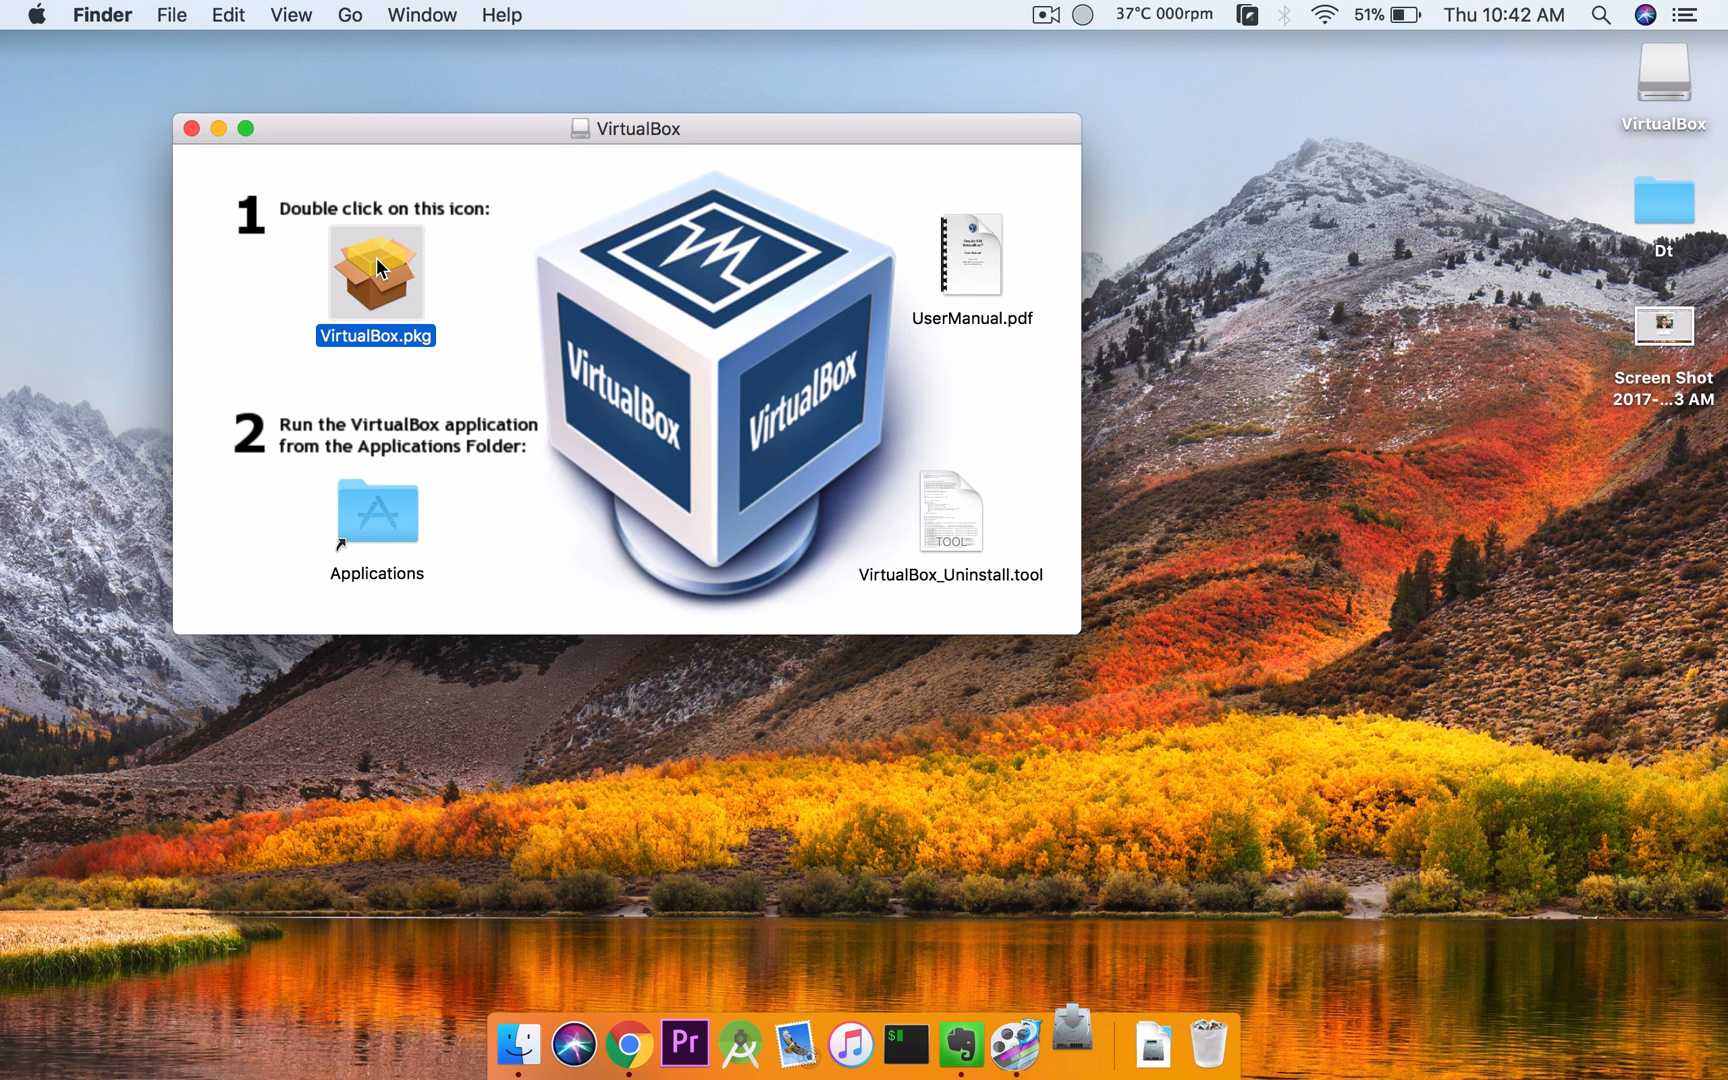 Finder File Edit View Go Window Help 37°C 000rpm 51% Thu 10:42 AM
VirtualBox
1 Double click on this icon:
VirtualBox.pkg
2 Run the VirtualBox application
from the Applications Folder:
Applications
VirtualBox
VirtualBox
UserManual.pdf
TOOL
VirtualBox_Uninstall.tool
VirtualBox
Dt
Screen Shot
2017-...3 AM
Pr
$